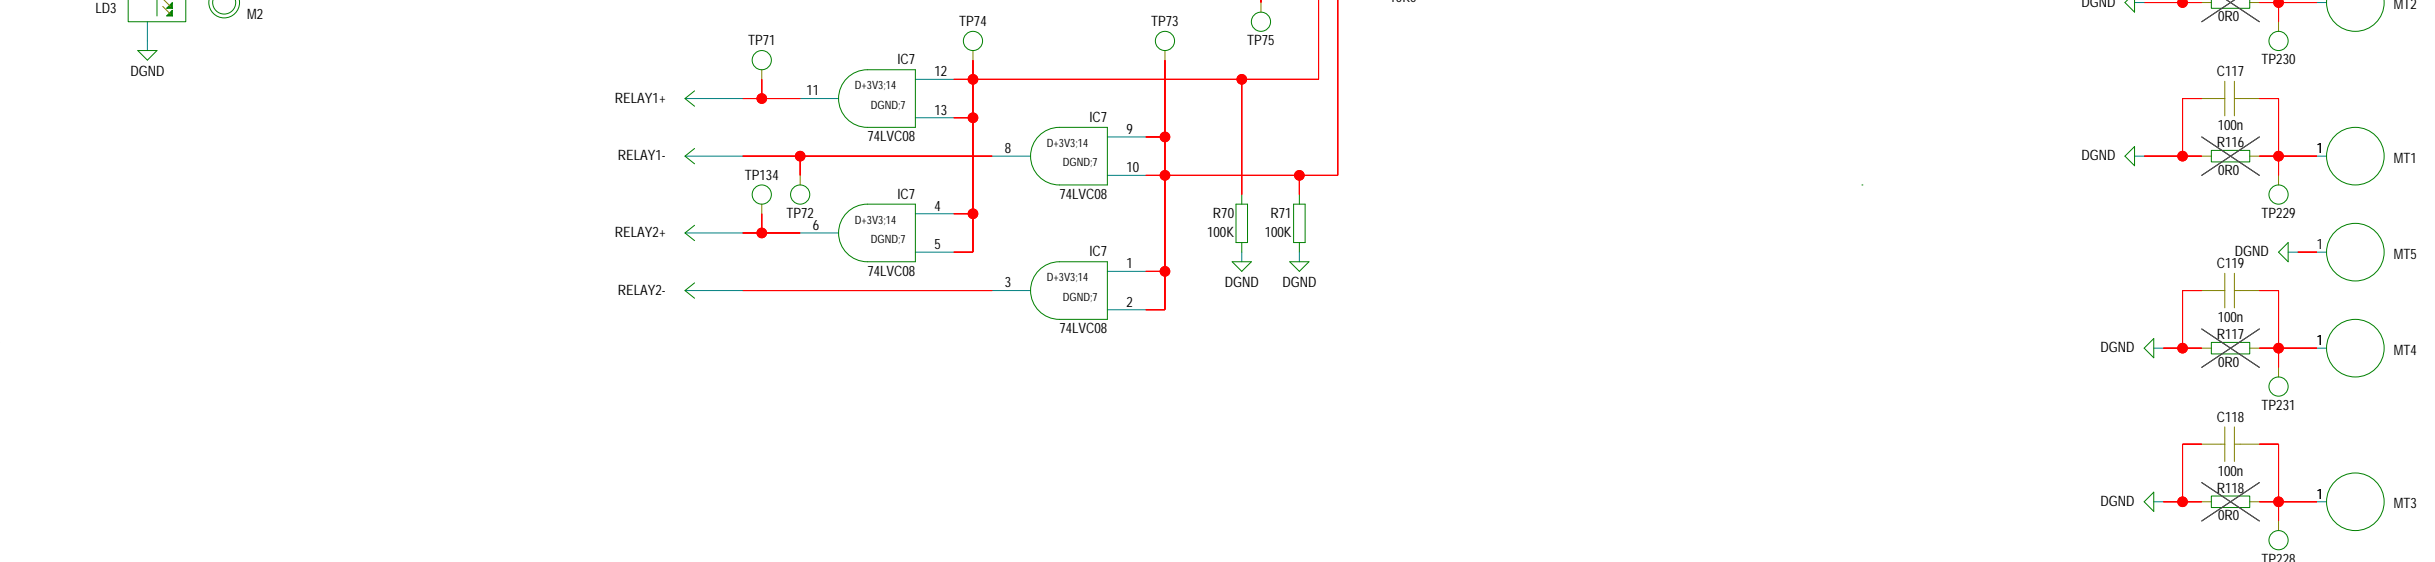 LD3
M2
DGND
TP71
TP74
TP73
TP75
IC7
D+3V3;14
DGND;7
74LVC08
11
12
13
RELAY1+
IC7
D+3V3;14
DGND;7
74LVC08
8
9
10
RELAY1-
TP134
TP72
IC7
D+3V3;14
DGND;7
74LVC08
6
4
5
RELAY2+
IC7
D+3V3;14
DGND;7
74LVC08
3
1
2
RELAY2-
R70
100K
DGND
R71
100K
DGND
DGND
0R0
MT2
TP230
C117
100n
R116
0R0
DGND
1
MT1
TP229
DGND
1
MT5
C119
100n
R117
0R0
DGND
1
MT4
TP231
C118
100n
R118
0R0
DGND
1
MT3
TP228